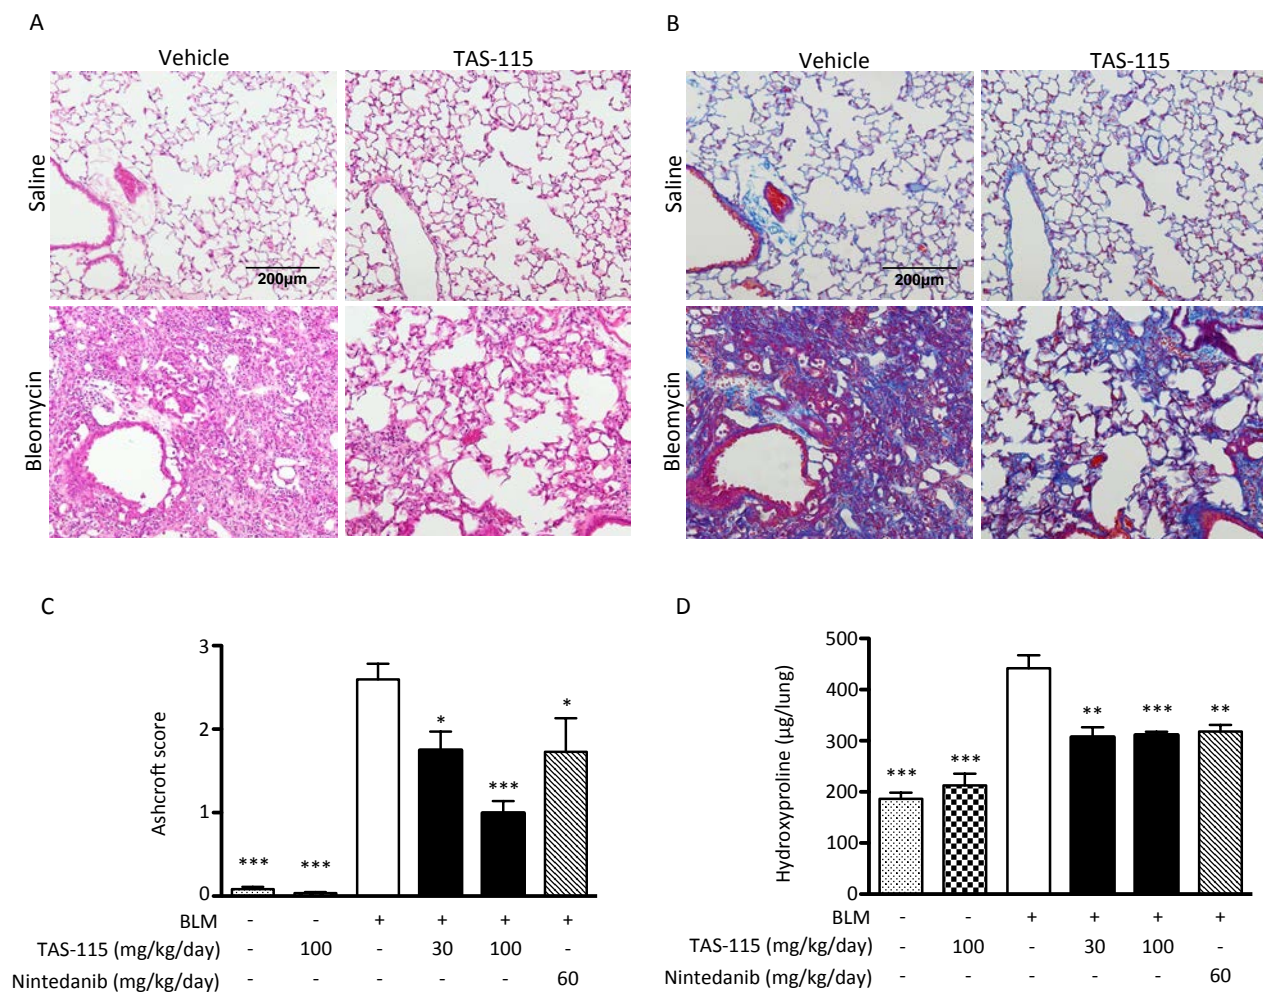 A
B
Vehicle
TAS-115
Vehicle
TAS-115
Saline
200µm
Saline
200µm
Bleomycin
Bleomycin
C
Ashcroft score
3
2
1
0
***
***
*
***
*
BLM - - + + + +
TAS-115 (mg/kg/day) - 100 - 30 100 -
Nintedanib (mg/kg/day) - - - - - 60
D
Hydroxyproline (µg/lung)
500
400
300
200
100
0
***
***
**
***
**
BLM - - + + + +
TAS-115 (mg/kg/day) - 100 - 30 100 -
Nintedanib (mg/kg/day) - - - - - 60